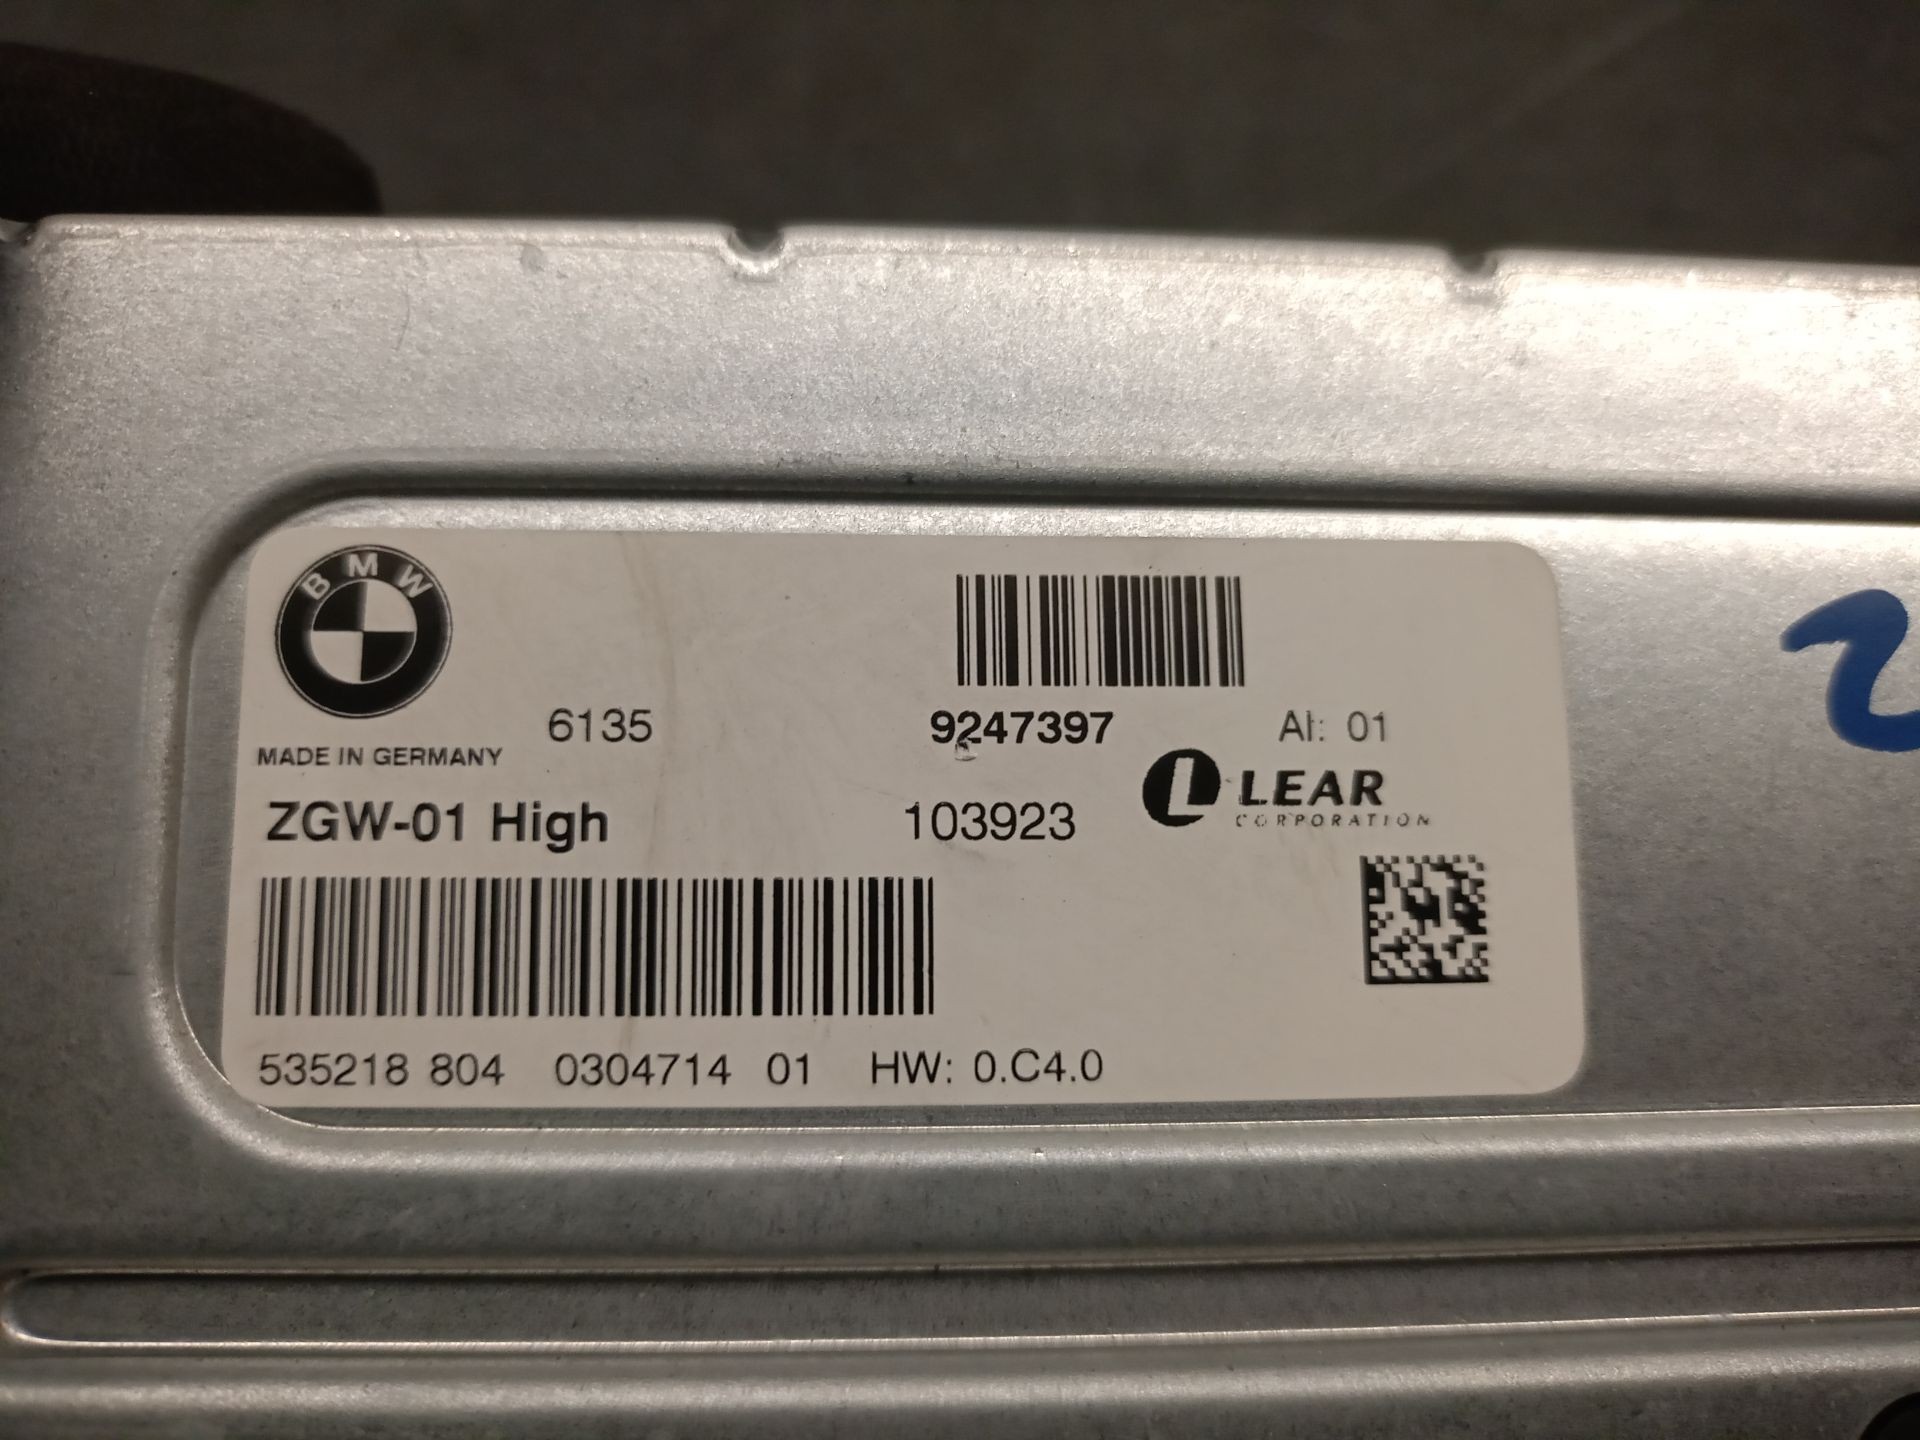 BMW
6135 9247397 AI: 01
MADE IN GERMANY
LEAR
CORPORATION
ZGW-01 High 103923
535218 804 0304714 01 HW: 0.C4.0
2